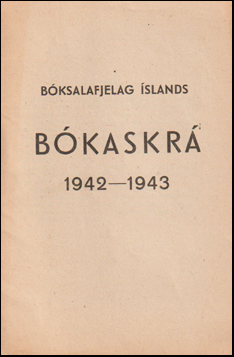 BÓKSALAFJELAG ÍSLANDS
BÓKASKRÁ
1942—1943